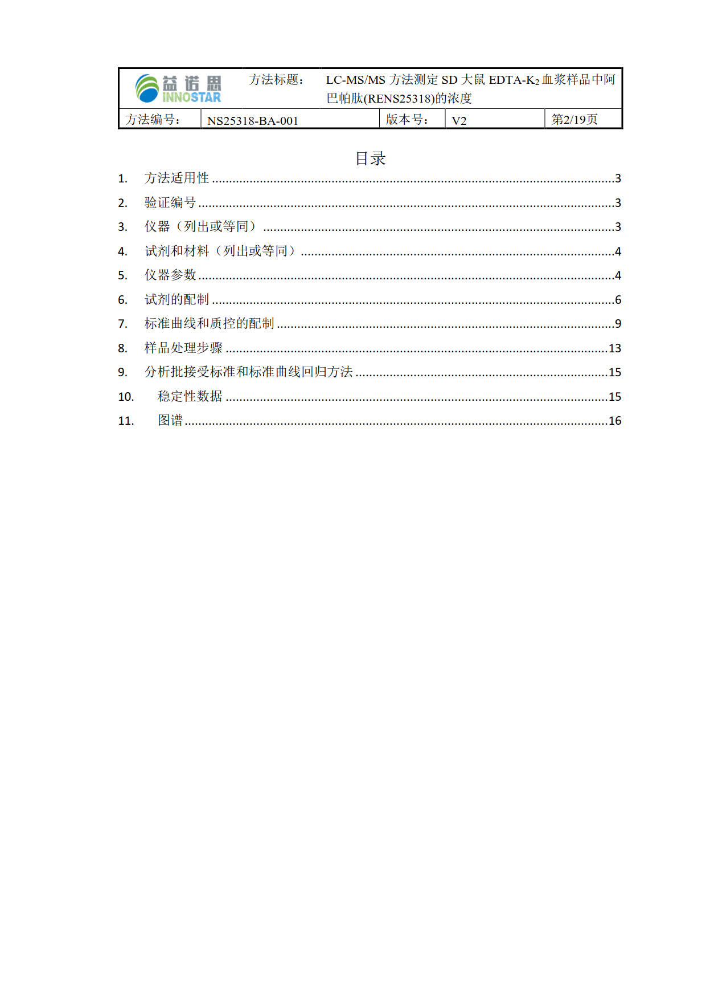 益诺思
INNOSTAR
方法标题：
LC-MS/MS 方法测定 SD 大鼠 EDTA-K2 血浆样品中阿
巴帕肽(RENS25318)的浓度
方法编号： NS25318-BA-001 版本号： V2 第2/19页
目录
1. 方法适用性 ........................................................................ 3
2. 验证编号 ........................................................................ 3
3. 仪器（列出或等同） ........................................................................ 3
4. 试剂和材料（列出或等同） ........................................................................ 4
5. 仪器参数 ........................................................................ 4
6. 试剂的配制 ........................................................................ 6
7. 标准曲线和质控的配制 ........................................................................ 9
8. 样品处理步骤 ........................................................................ 13
9. 分析批接受标准和标准曲线回归方法 ........................................................................ 15
10. 稳定性数据 ........................................................................ 15
11. 图谱 ........................................................................ 16